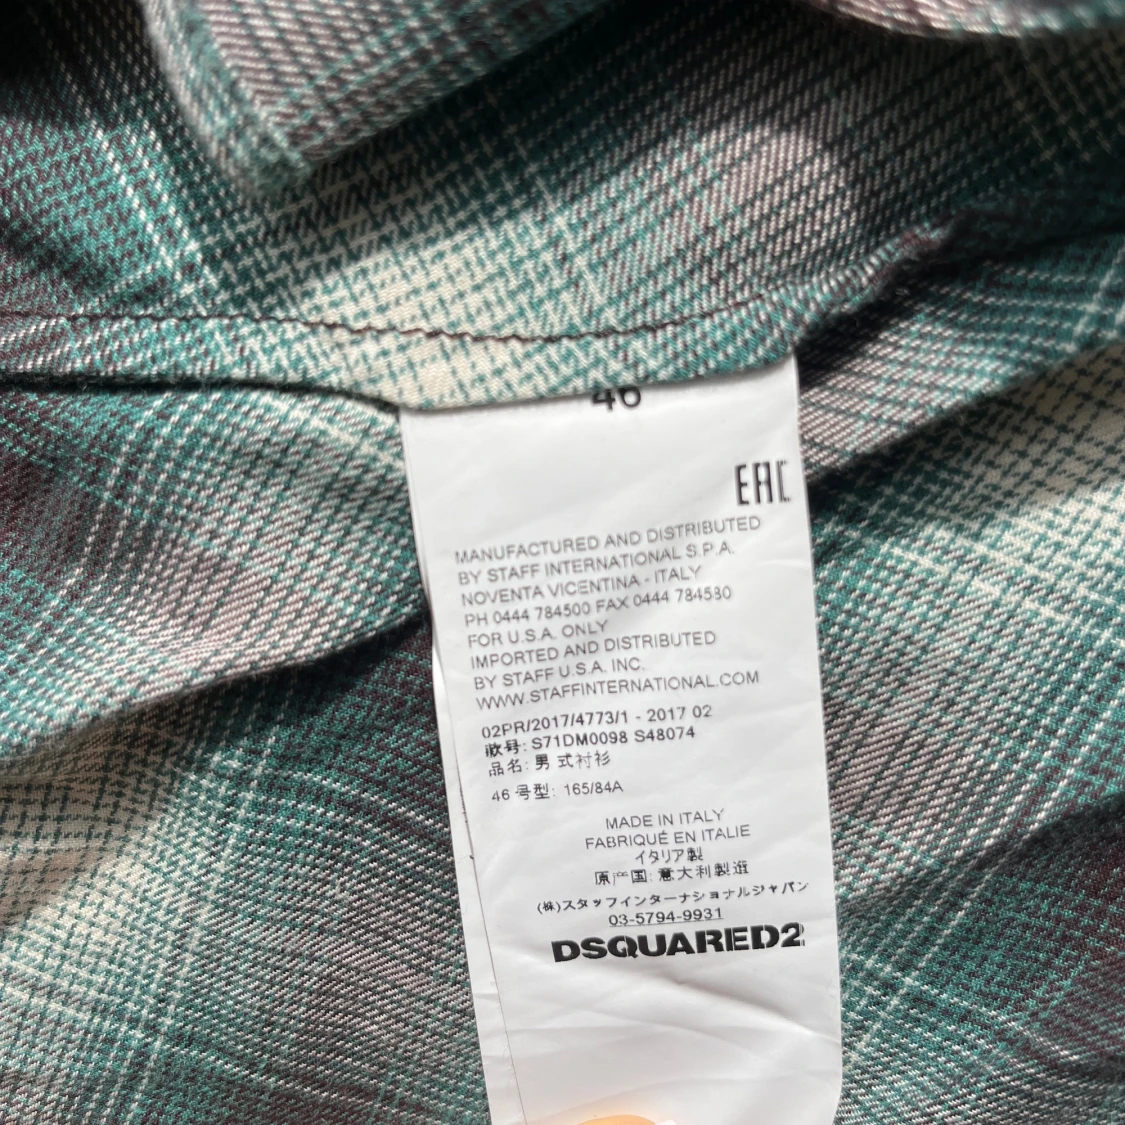 46
EAC
MANUFACTURED AND DISTRIBUTED
BY STAFF INTERNATIONAL S.P.A.
NOVENTA VICENTINA - ITALY
PH 0444 784500 FAX 0444 784530
FOR U.S.A. ONLY
IMPORTED AND DISTRIBUTED
BY STAFF U.S.A. INC.
WWW.STAFFINTERNATIONAL.COM
02PR/2017/4773/1 - 2017 02
款号: S71DM0098 S48074
品名: 男式衬衫
46 号型: 165/84A
MADE IN ITALY
FABRIQUÉ EN ITALIE
イタリア製
原产国: 意大利製造
(株)スタッフインターナショナルジャパン
03-5794-9931
DSQUARED2